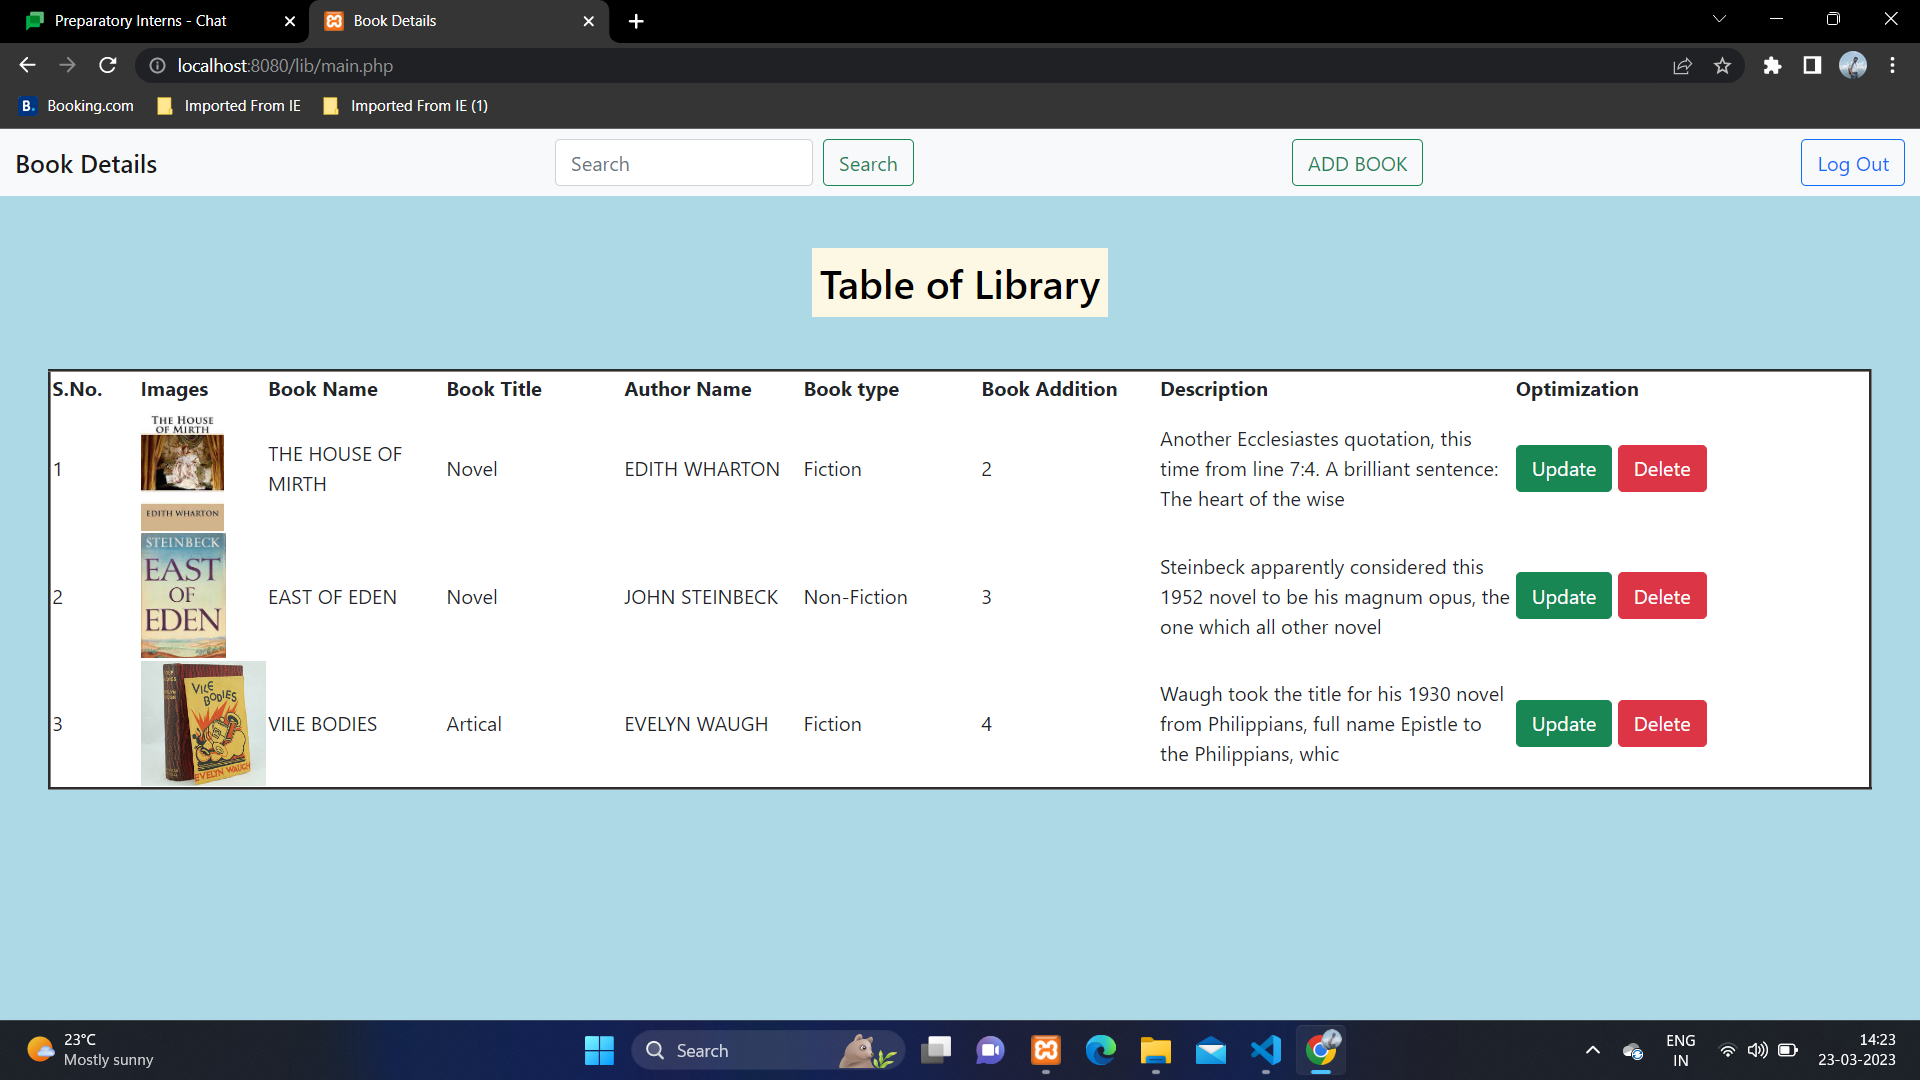 Preparatory Interns - Chat
Book Details
localhost:8080/lib/main.php
B. Booking.com
Imported From IE
Imported From IE (1)
Book Details
Search
Search
ADD BOOK
Log Out
Table of Library
S.No. Images Book Name Book Title Author Name Book type Book Addition Description Optimization
1
THE HOUSE
OF MIRTH
EDITH WHARTON
THE HOUSE OF
MIRTH
Novel
EDITH WHARTON
Fiction
2
Another Ecclesiastes quotation, this
time from line 7:4. A brilliant sentence:
The heart of the wise
Update Delete
2
STEINBECK
EAST
OF
EDEN
EAST OF EDEN
Novel
JOHN STEINBECK
Non-Fiction
3
Steinbeck apparently considered this
1952 novel to be his magnum opus, the
one which all other novel
Update Delete
3
VILE
BODIES
EVELYN WAUGH
VILE BODIES
Artical
EVELYN WAUGH
Fiction
4
Waugh took the title for his 1930 novel
from Philippians, full name Epistle to
the Philippians, whic
Update Delete
23°C
Mostly sunny
Search
ENG
IN
14:23
23-03-2023